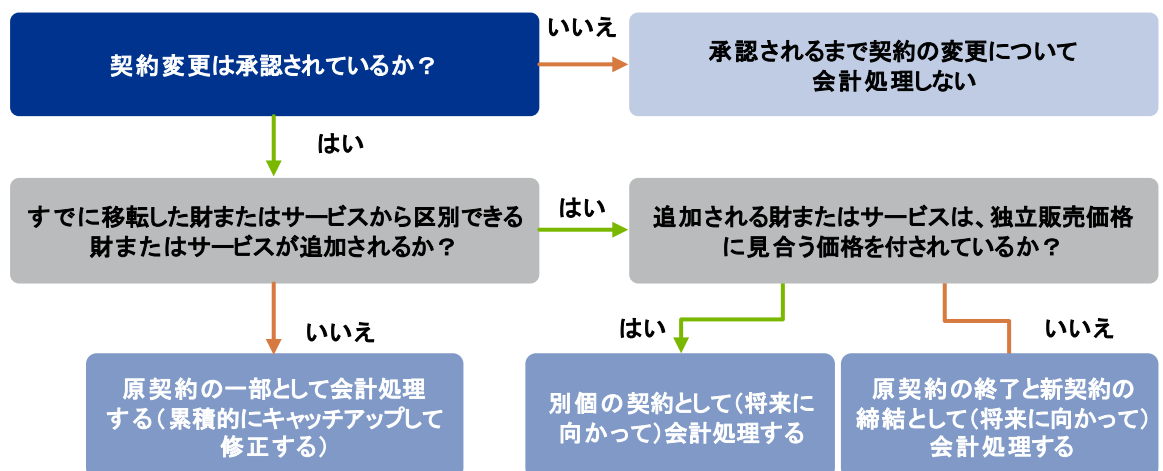 契約変更は承認されているか？
いいえ
承認されるまで契約の変更について
会計処理しない
はい
すでに移転した財またはサービスから区別できる
財またはサービスが追加されるか？
はい
追加される財またはサービスは、独立販売価格
に見合う価格を付されているか？
いいえ
はい
いいえ
原契約の一部として会計処理
する（累積的にキャッチアップして
修正する）
別個の契約として（将来に
向かって）会計処理する
原契約の終了と新契約の
締結として（将来に向かって）
会計処理する